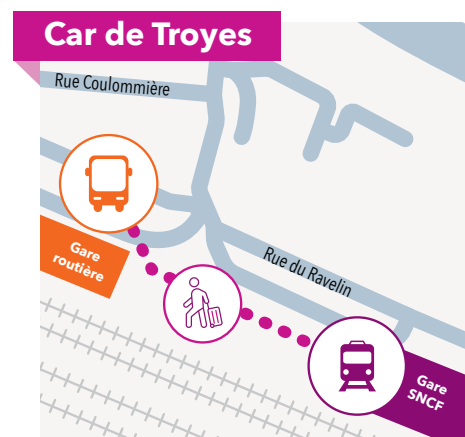 Car de Troyes
Rue Coulommière
Gare
routière
Rue du Ravelin
Gare
SNCF